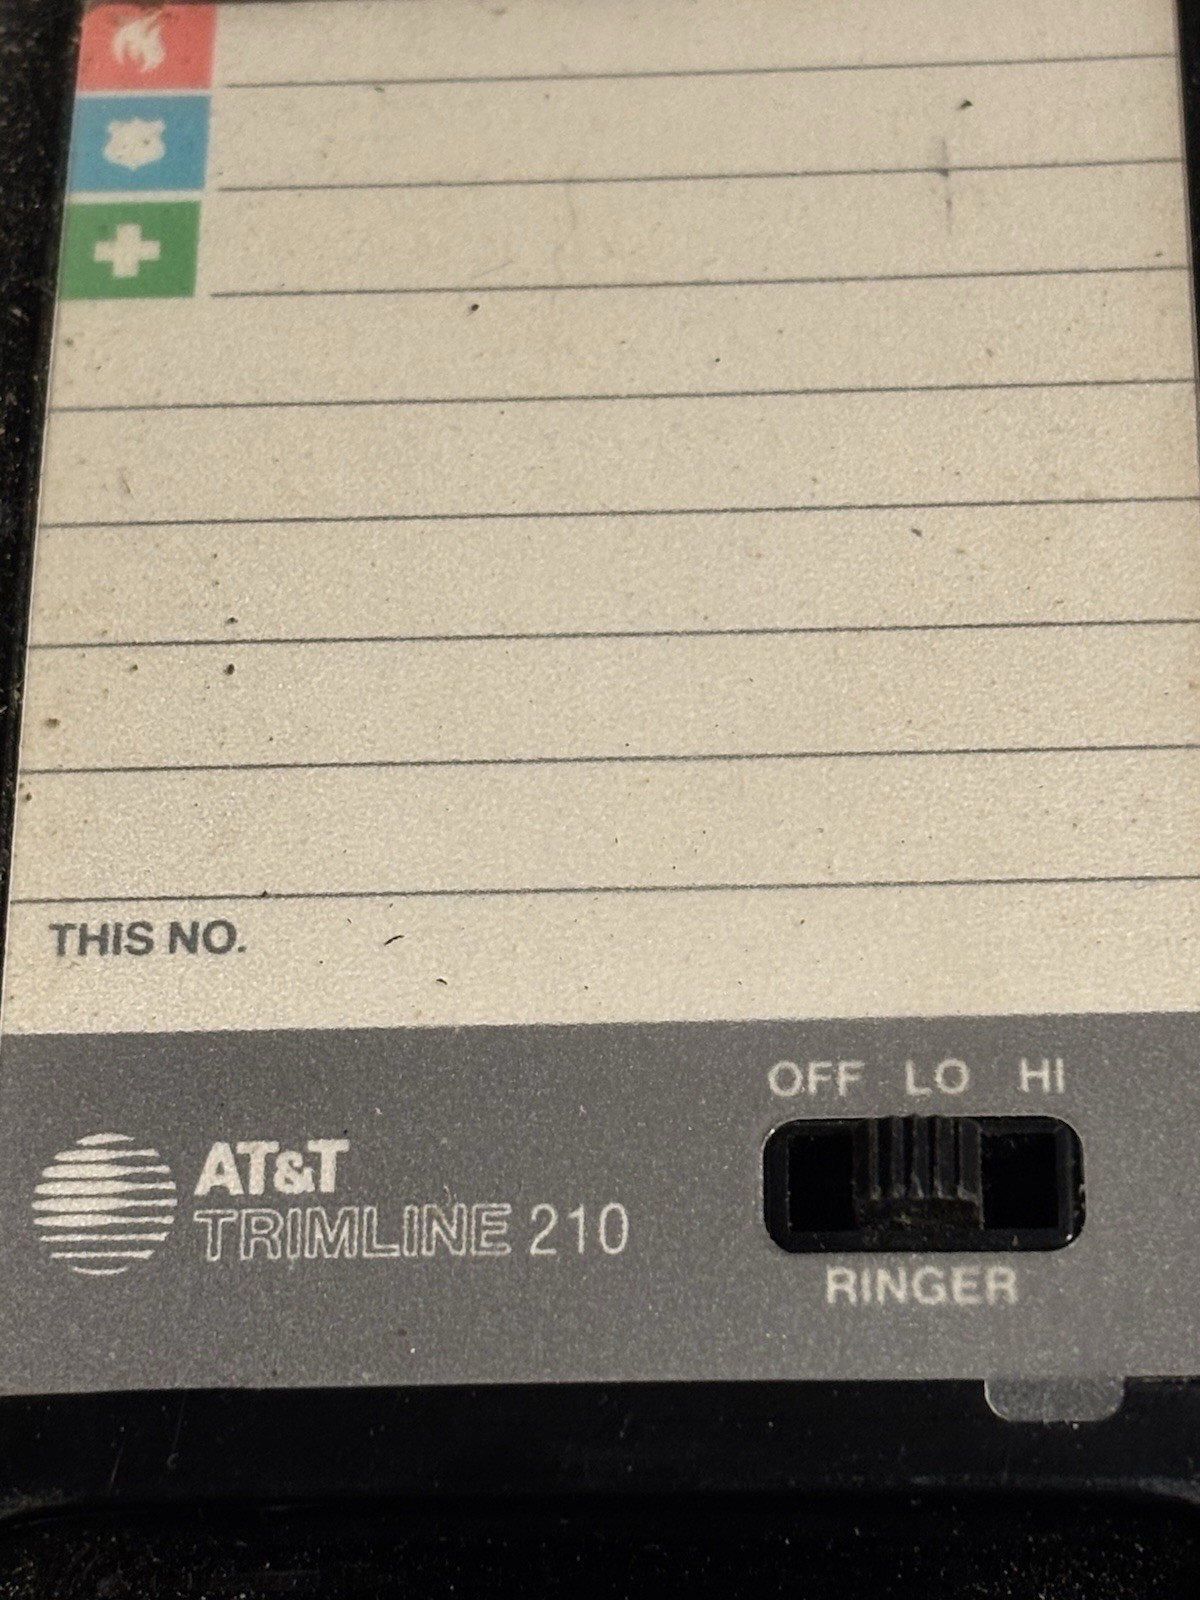 THIS NO.
OFF LO HI
AT&T
TRIMLINE 210
RINGER